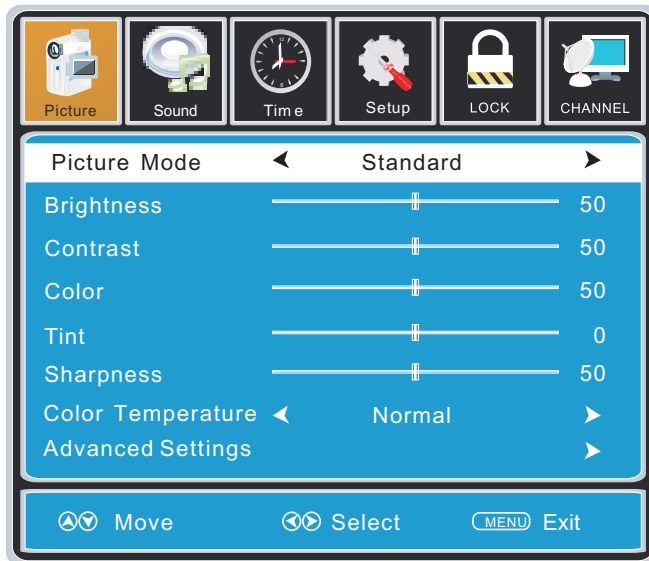 Picture Sound Time Setup LOCK CHANNEL
Picture Mode Standard
Brightness 50
Contrast 50
Color 50
Tint 0
Sharpness 50
Color Temperature Normal
Advanced Settings
Move Select MENU Exit